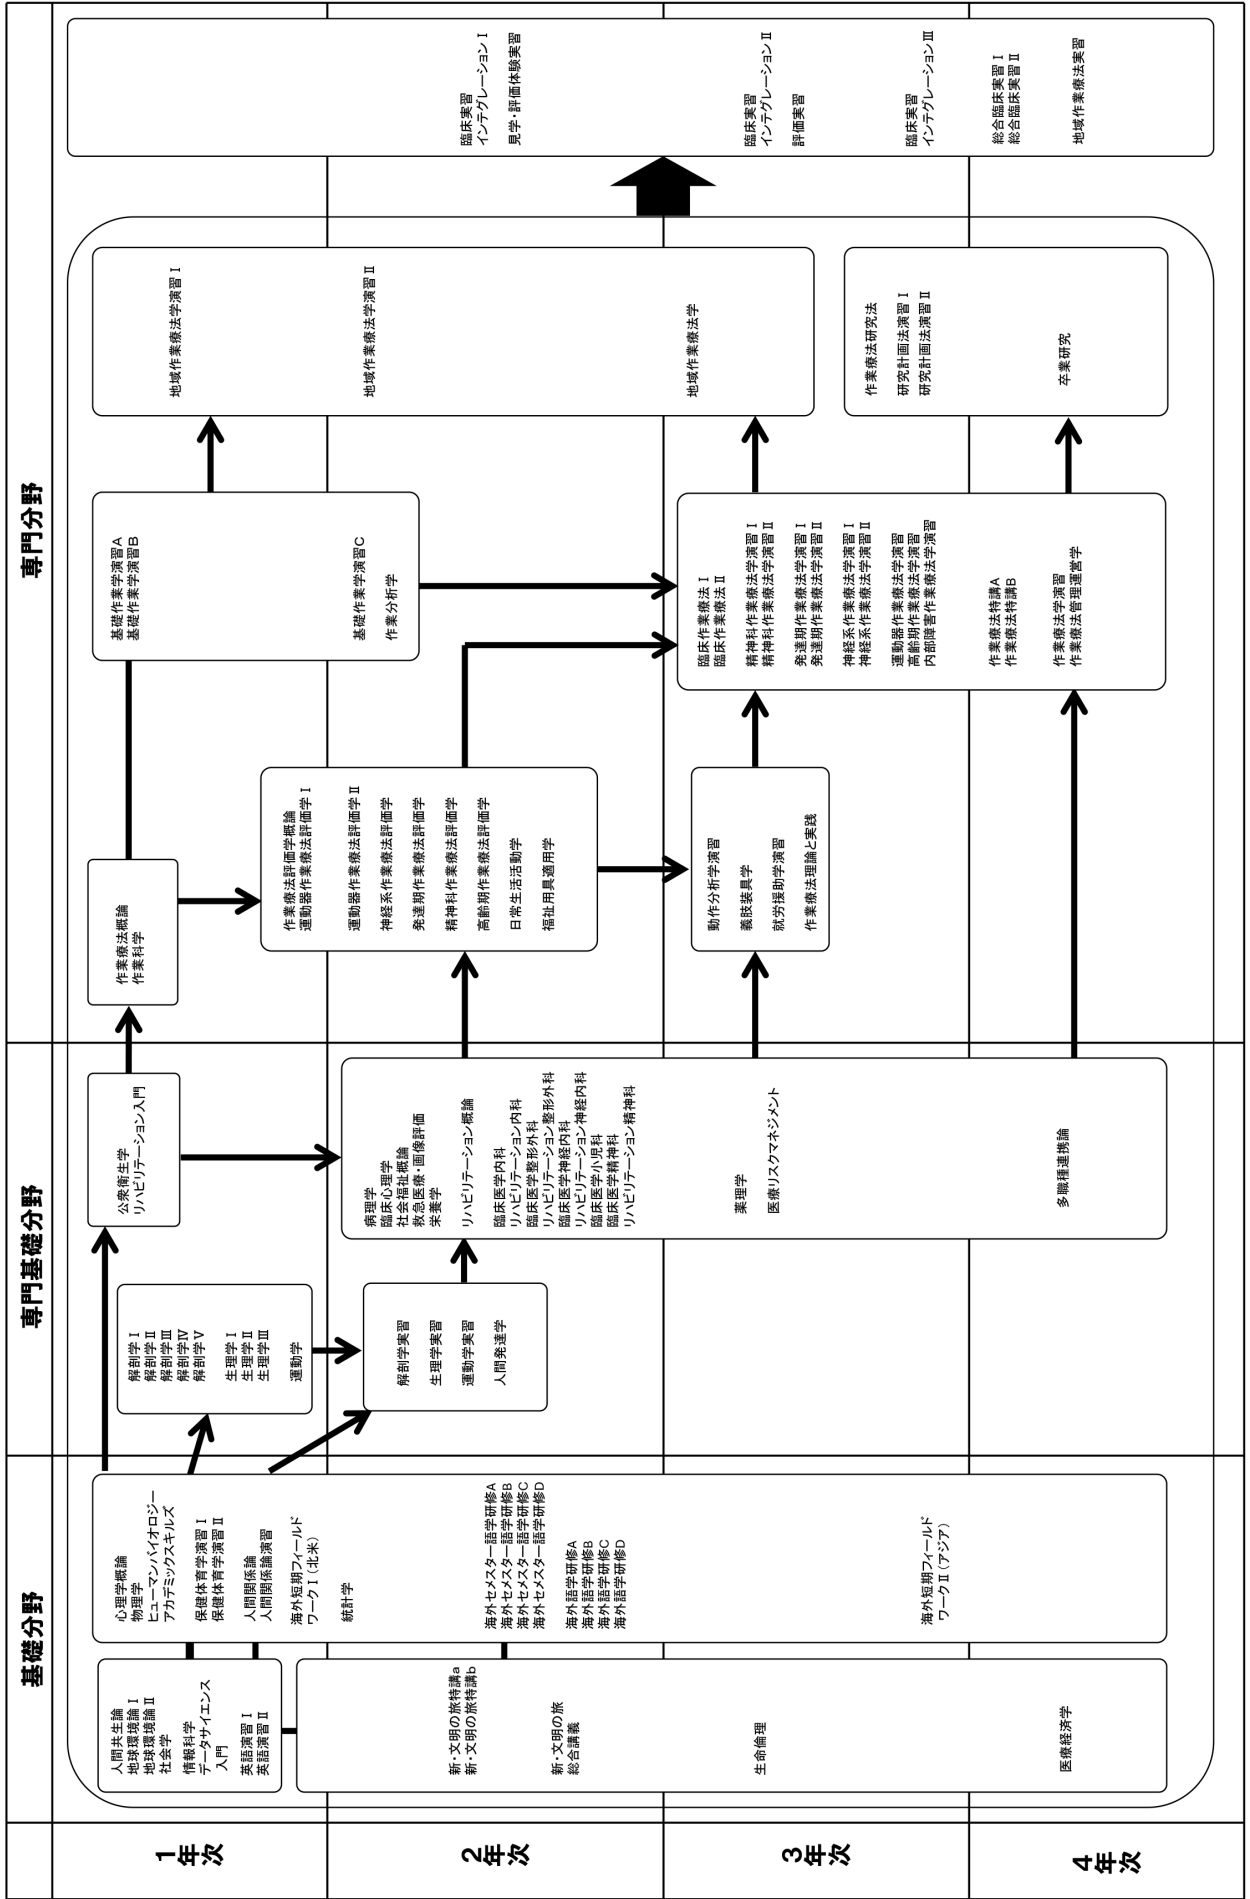 基礎分野
専門基礎分野
専門分野
1年次
2年次
3年次
4年次
人間共生論
地球環境論Ⅰ
地球環境論Ⅱ
社会学
情報科学
データサイエンス
入門
英語演習Ⅰ
英語演習Ⅱ
新・文明の旅特講a
新・文明の旅特講b
新・文明の旅
総合講義
生命倫理
医療経済学
心理学概論
物理学
ヒューマンバイオロジー
アカデミックスキルズ
保健体育学演習Ⅰ
保健体育学演習Ⅱ
人間関係論
人間関係論演習
海外短期フィールド
ワークⅠ（北米）
統計学
海外セメスター語学研修A
海外セメスター語学研修B
海外セメスター語学研修C
海外セメスター語学研修D
海外語学研修A
海外語学研修B
海外語学研修C
海外語学研修D
海外短期フィールド
ワークⅡ（アジア）
解剖学Ⅰ
解剖学Ⅱ
解剖学Ⅲ
解剖学Ⅳ
解剖学Ⅴ
生理学Ⅰ
生理学Ⅱ
生理学Ⅲ
運動学
解剖学実習
生理学実習
運動学実習
人間発達学
公衆衛生学
リハビリテーション入門
病理学
臨床心理学
社会福祉概論
救急医療・画像評価
栄養学
リハビリテーション概論
臨床医学内科
リハビリテーション内科
臨床医学整形外科
リハビリテーション整形外科
臨床医学神経内科
リハビリテーション神経内科
臨床医学小児科
臨床医学精神科
リハビリテーション精神科
薬理学
医療リスクマネジメント
多職種連携論
作業療法概論
作業科学
作業療法評価学概論
運動器作業療法評価学Ⅰ
運動器作業療法評価学Ⅱ
神経系作業療法評価学
発達期作業療法評価学
精神科作業療法評価学
高齢期作業療法評価学
日常生活活動学
福祉用具適用学
動作分析学演習
義肢装具学
就労援助学演習
作業療法理論と実践
基礎作業学演習A
基礎作業学演習B
基礎作業学演習C
作業分析学
臨床作業療法Ⅰ
臨床作業療法Ⅱ
精神科作業療法学演習Ⅰ
精神科作業療法学演習Ⅱ
発達期作業療法学演習Ⅰ
発達期作業療法学演習Ⅱ
神経系作業療法学演習Ⅰ
神経系作業療法学演習Ⅱ
運動器作業療法学演習
高齢期作業療法学演習
内部障害作業療法学演習
作業療法特講A
作業療法特講B
作業療法学演習
作業療法管理運営学
地域作業療法学演習Ⅰ
地域作業療法学演習Ⅱ
地域作業療法学
作業療法研究法
研究計画法演習Ⅰ
研究計画法演習Ⅱ
卒業研究
臨床実習
インテグレーションⅠ
見学・評価体験実習
臨床実習
インテグレーションⅡ
評価実習
臨床実習
インテグレーションⅢ
総合臨床実習Ⅰ
総合臨床実習Ⅱ
地域作業療法実習